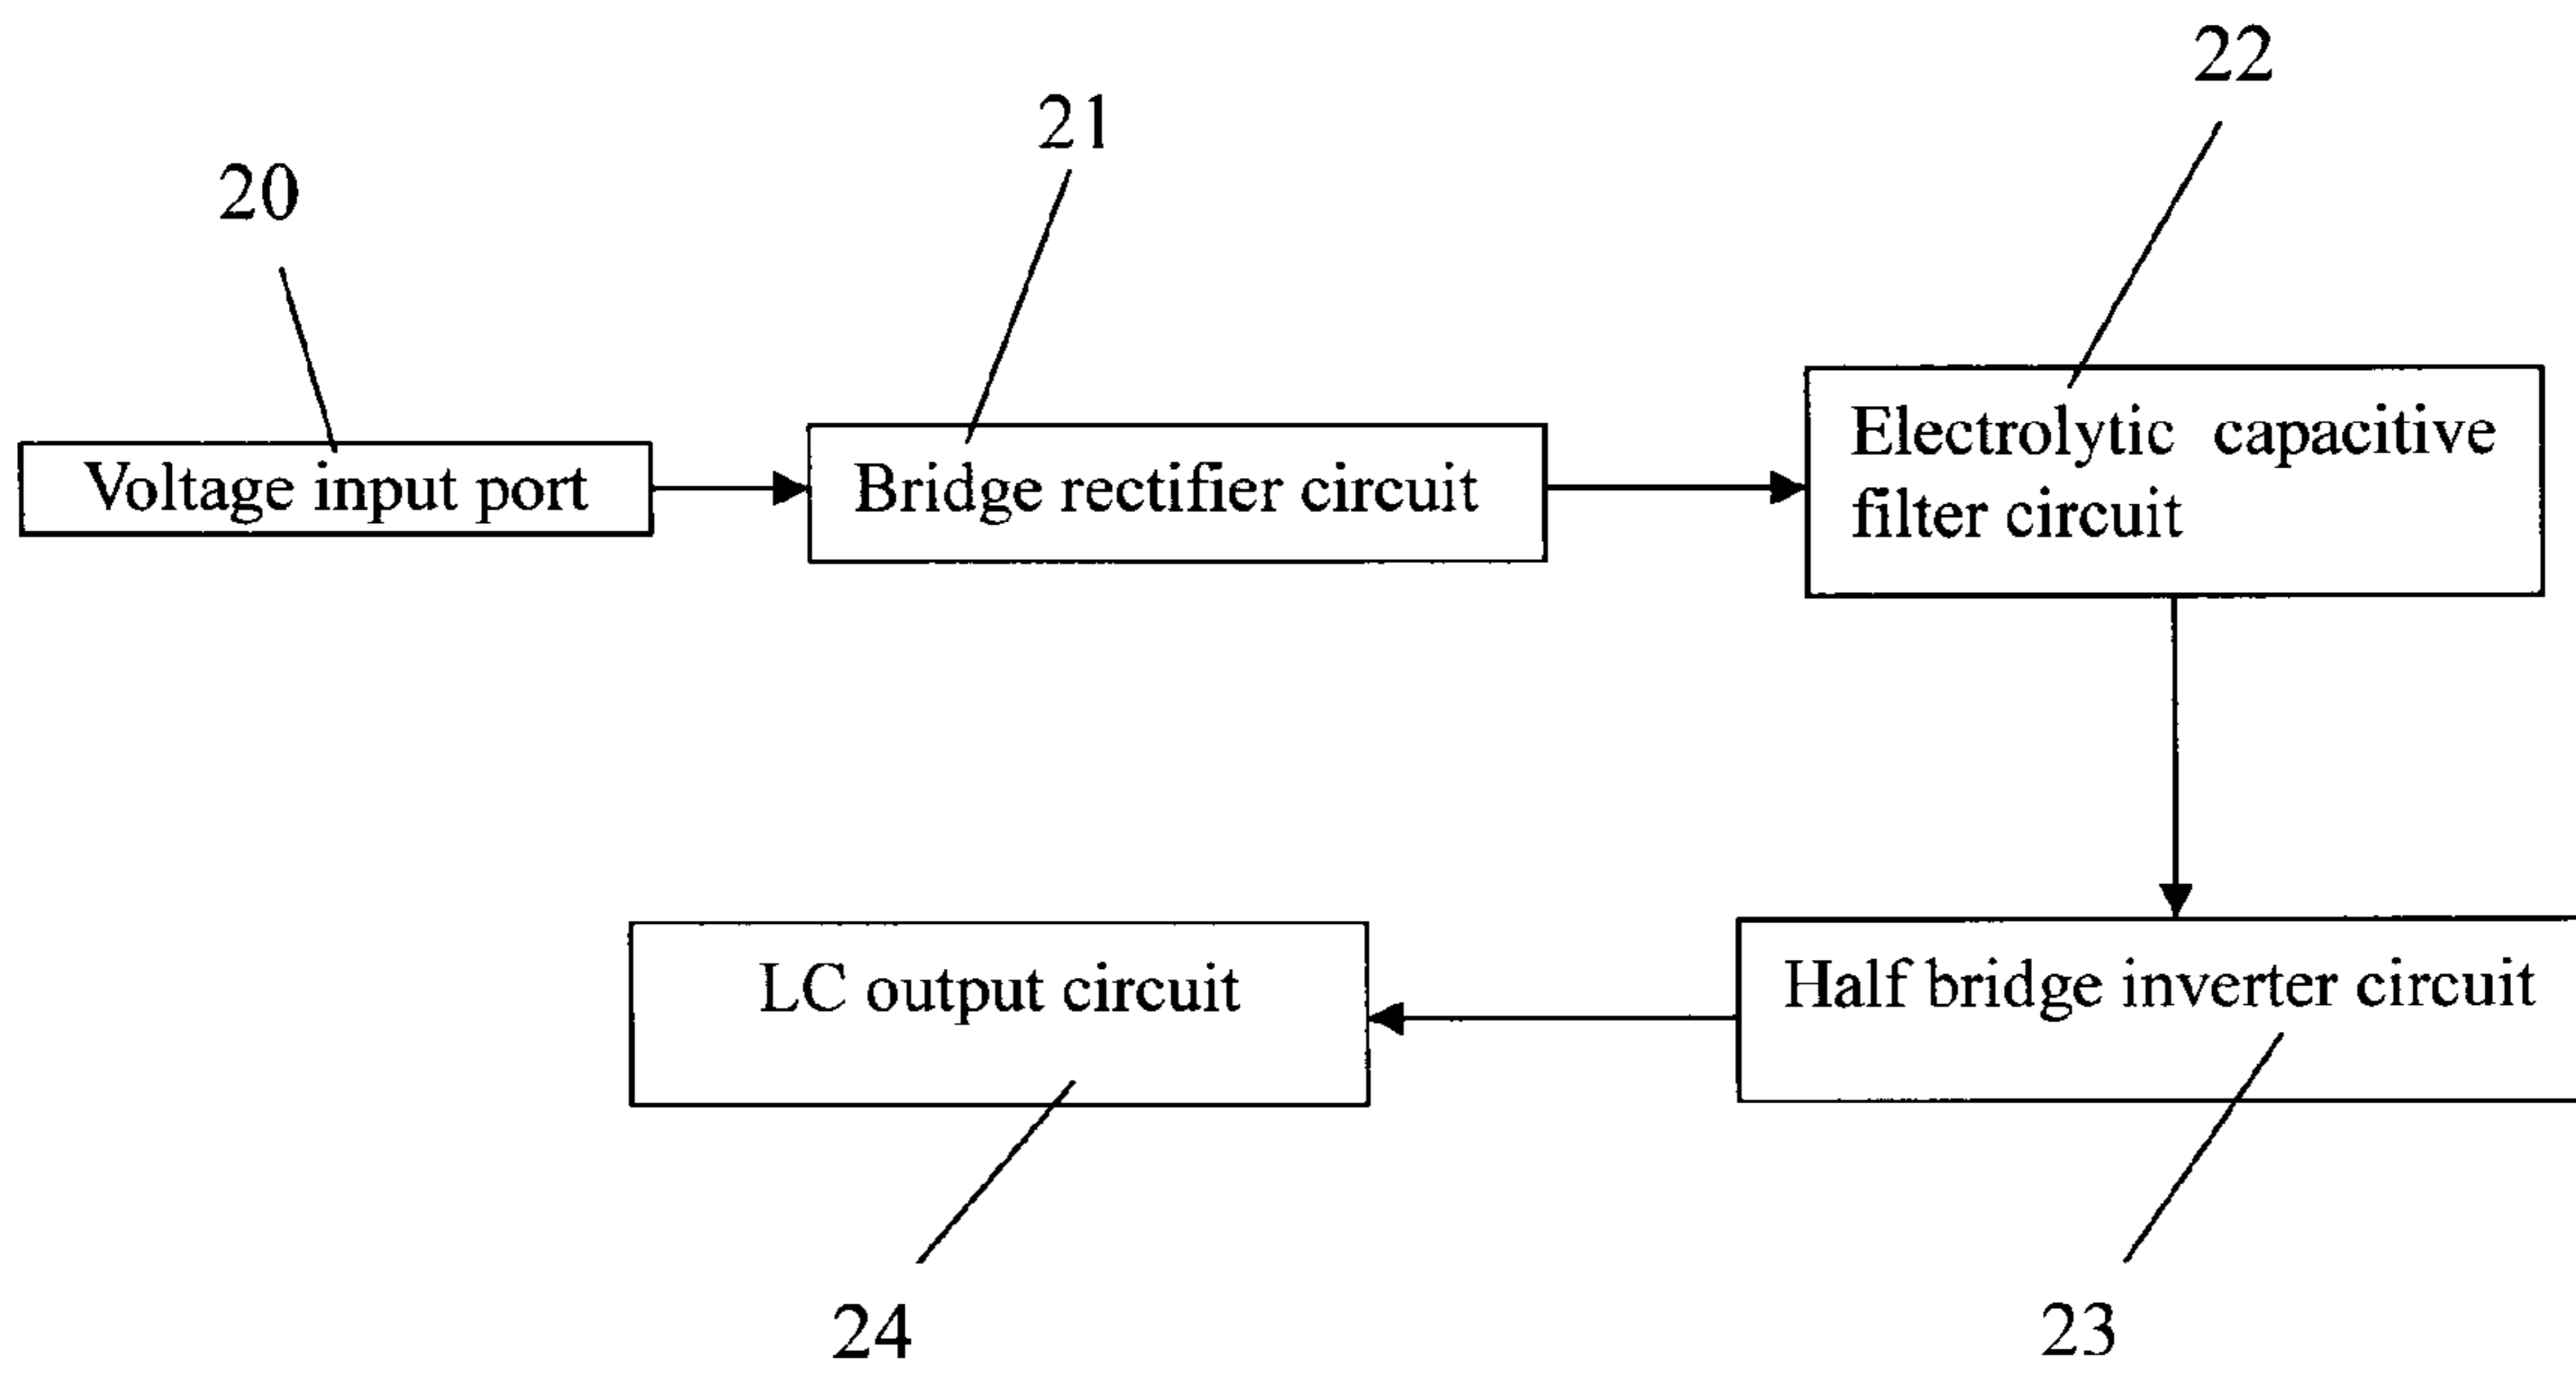 22
21
20
Voltage input port
Bridge rectifier circuit
Electrolytic capacitive
filter circuit
LC output circuit
Half bridge inverter circuit
24
23